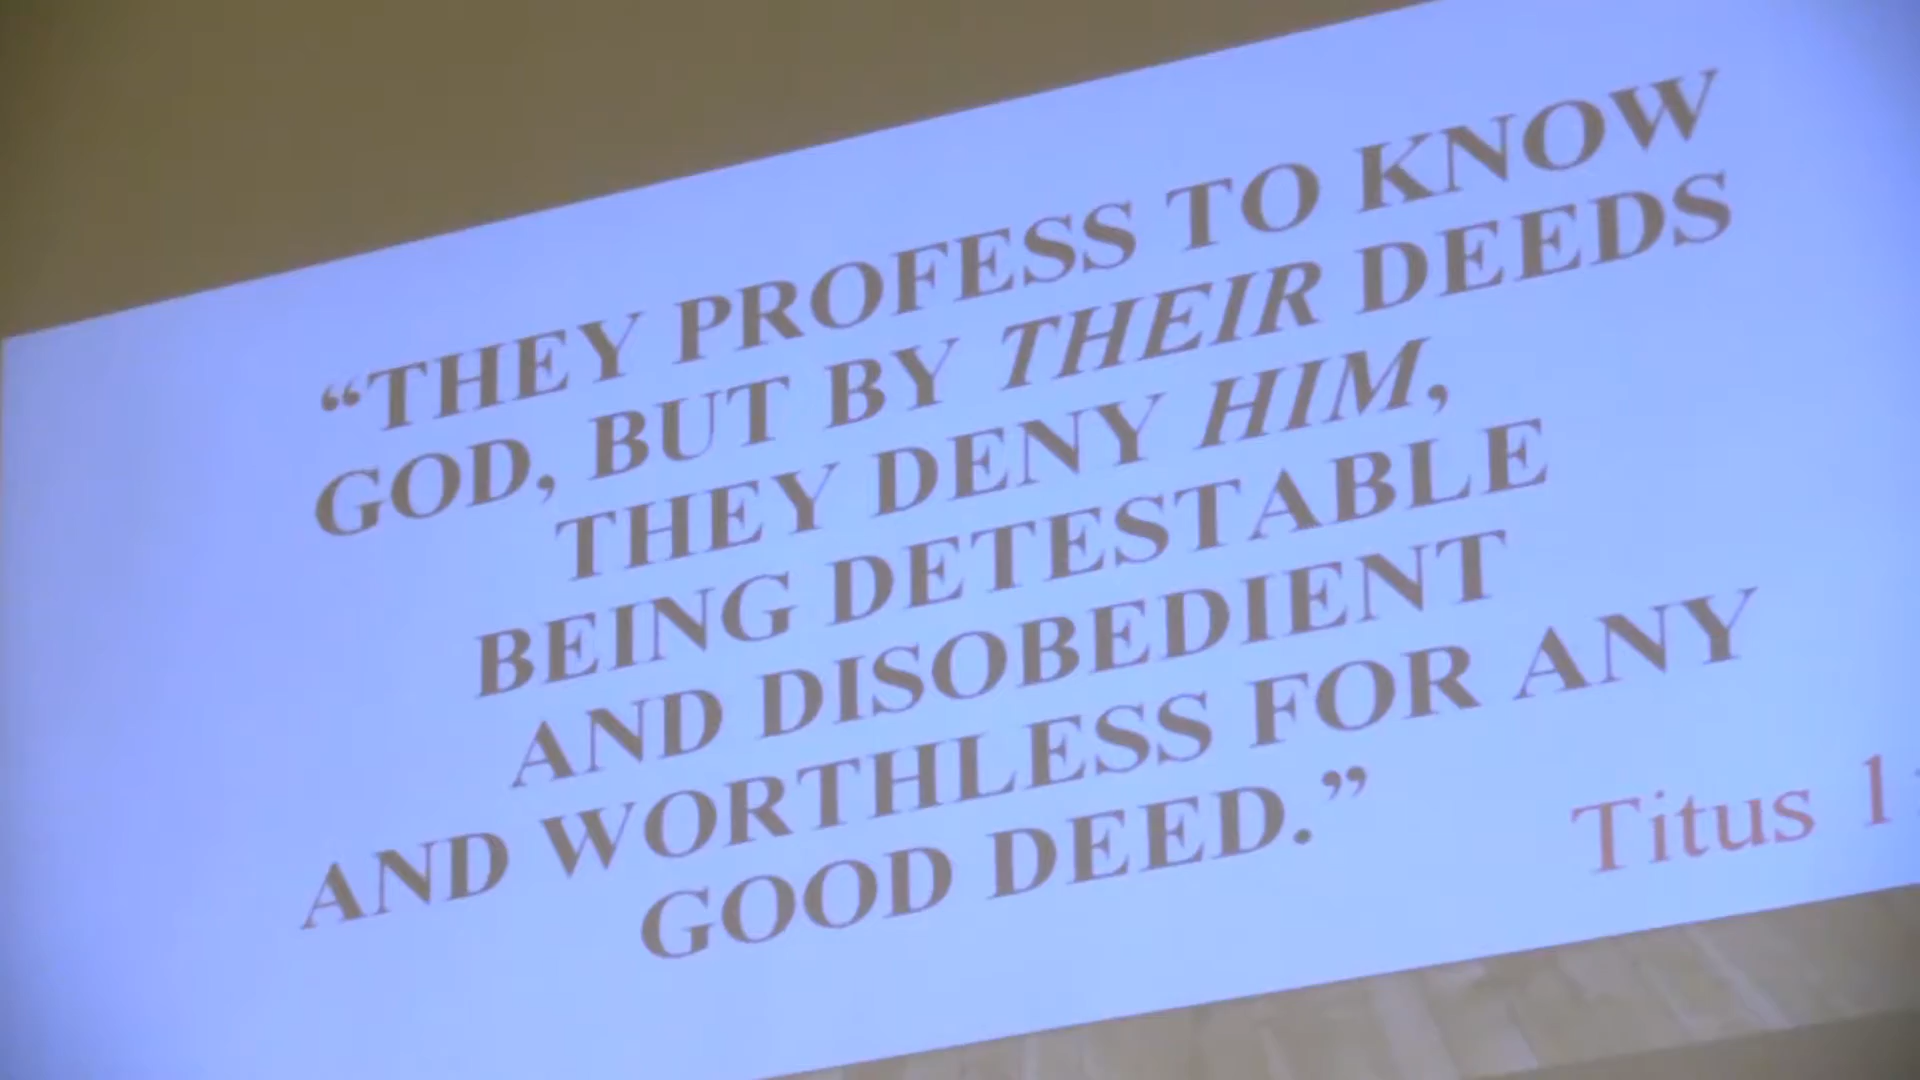 “THEY PROFESS TO KNOW
GOD, BUT BY THEIR DEEDS
THEY DENY HIM,
BEING DETESTABLE
AND DISOBEDIENT
AND WORTHLESS FOR ANY
GOOD DEED.”
Titus 1: